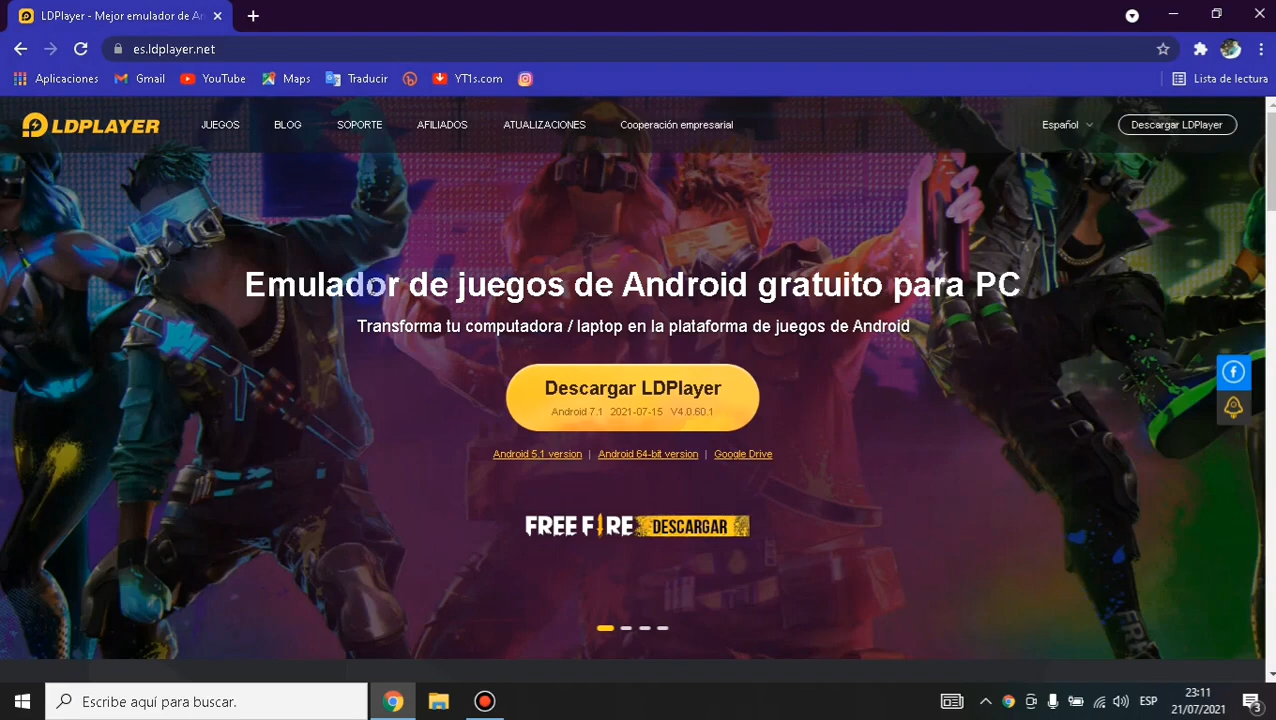 LDPlayer - Mejor emulador de An
es.ldplayer.net
Aplicaciones Gmail YouTube Maps Traducir YT1s.com Lista de lectura
LDPLAYER JUEGOS BLOG SOPORTE AFILIADOS ATUALIZACIONES Cooperación empresarial Español Descargar LDPlayer
Emulador de juegos de Android gratuito para PC
Transforma tu computadora / laptop en la plataforma de juegos de Android
Descargar LDPlayer
Android 7.1 2021-07-15 V4.0.60.1
Android 5.1 version | Android 64-bit version | Google Drive
FREE FIRE DESCARGAR
Escribe aquí para buscar. ESP 23:11
21/07/2021 3